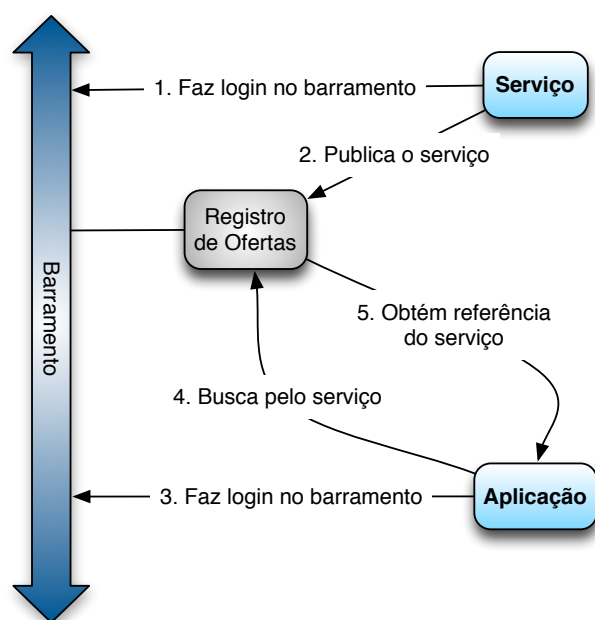 1. Faz login no barramento
Serviço
2. Publica o serviço
Registro
de Ofertas
Barramento
5. Obtém referência
do serviço
4. Busca pelo serviço
3. Faz login no barramento
Aplicação